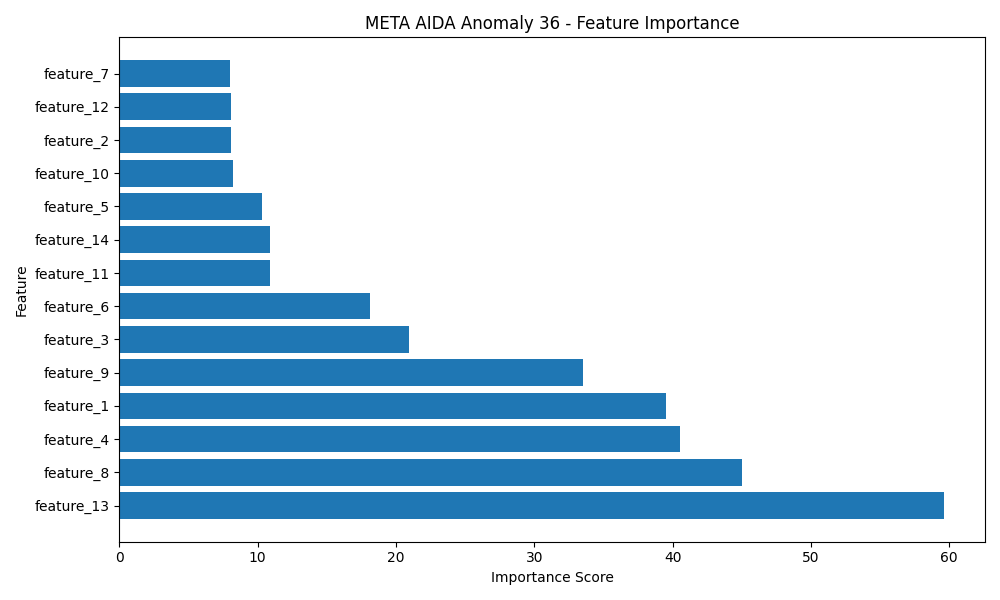 META AIDA Anomaly 36 - Feature Importance
Feature
feature_7
feature_12
feature_2
feature_10
feature_5
feature_14
feature_11
feature_6
feature_3
feature_9
feature_1
feature_4
feature_8
feature_13
0 10 20 30 40 50 60
Importance Score